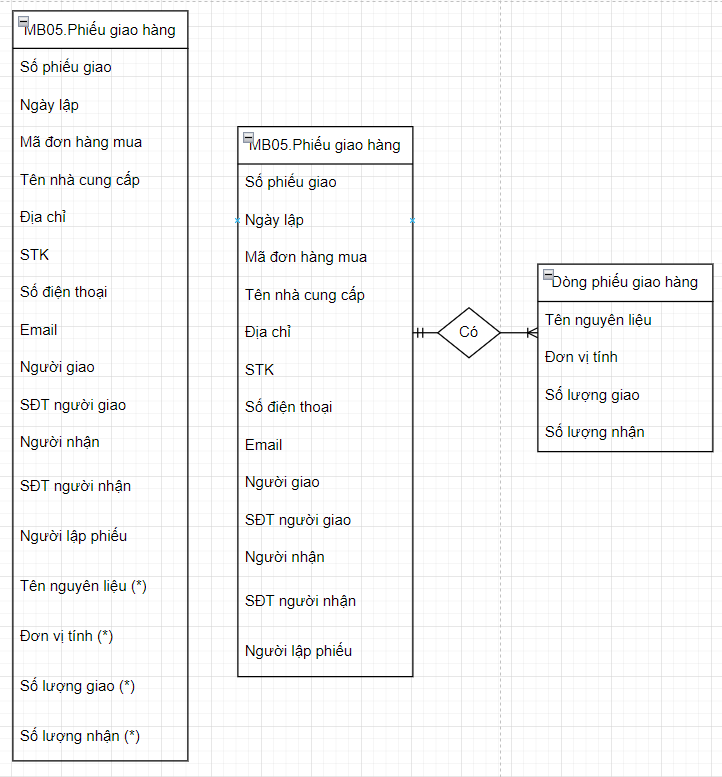 MB05.Phiếu giao hàng
Số phiếu giao
Ngày lập
Mã đơn hàng mua
Tên nhà cung cấp
Địa chỉ
STK
Số điện thoại
Email
Người giao
SĐT người giao
Người nhận
SĐT người nhận
Người lập phiếu
Tên nguyên liệu (*)
Đơn vị tính (*)
Số lượng giao (*)
Số lượng nhận (*)
MB05.Phiếu giao hàng
Số phiếu giao
Ngày lập
Mã đơn hàng mua
Tên nhà cung cấp
Địa chỉ
STK
Số điện thoại
Email
Người giao
SĐT người giao
Người nhận
SĐT người nhận
Người lập phiếu
Có
Dòng phiếu giao hàng
Tên nguyên liệu
Đơn vị tính
Số lượng giao
Số lượng nhận